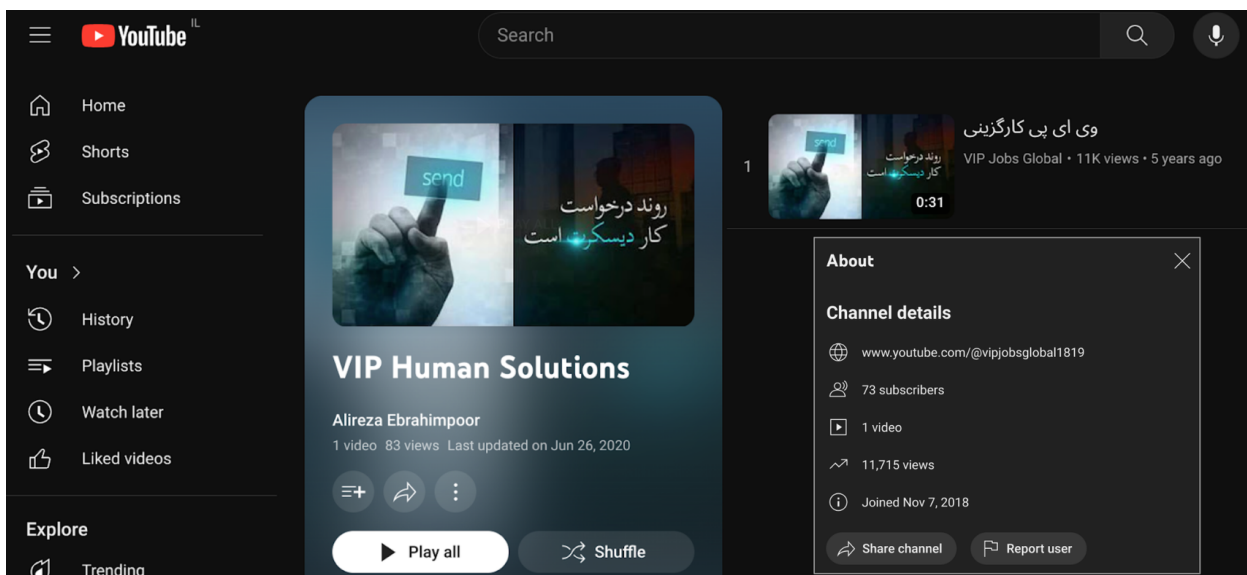 YouTube IL
Search
Home
Shorts
Subscriptions
You
History
Playlists
Watch later
Liked videos
Explore
Trending
send
روند درخواست
کار دیسکرت است
VIP Human Solutions
Alireza Ebrahimpoor
1 video 83 views Last updated on Jun 26, 2020
Play all
Shuffle
1
send
روند درخواست
کار دیسکرت است
0:31
وی ای پی کارگزینی
VIP Jobs Global • 11K views • 5 years ago
About
Channel details
www.youtube.com/@vipjobsglobal1819
73 subscribers
1 video
11,715 views
Joined Nov 7, 2018
Share channel
Report user